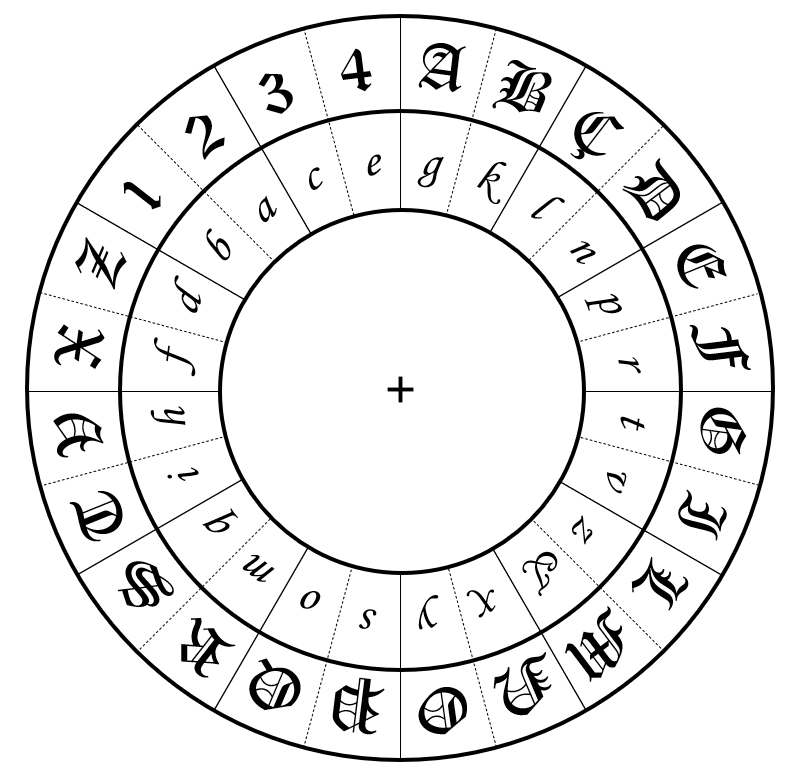 A B C D E F G I L M N O P Q R S T V X Z 1 2 3 4
g k l n p r t v z & x y s o m q i h f d b a c e
+